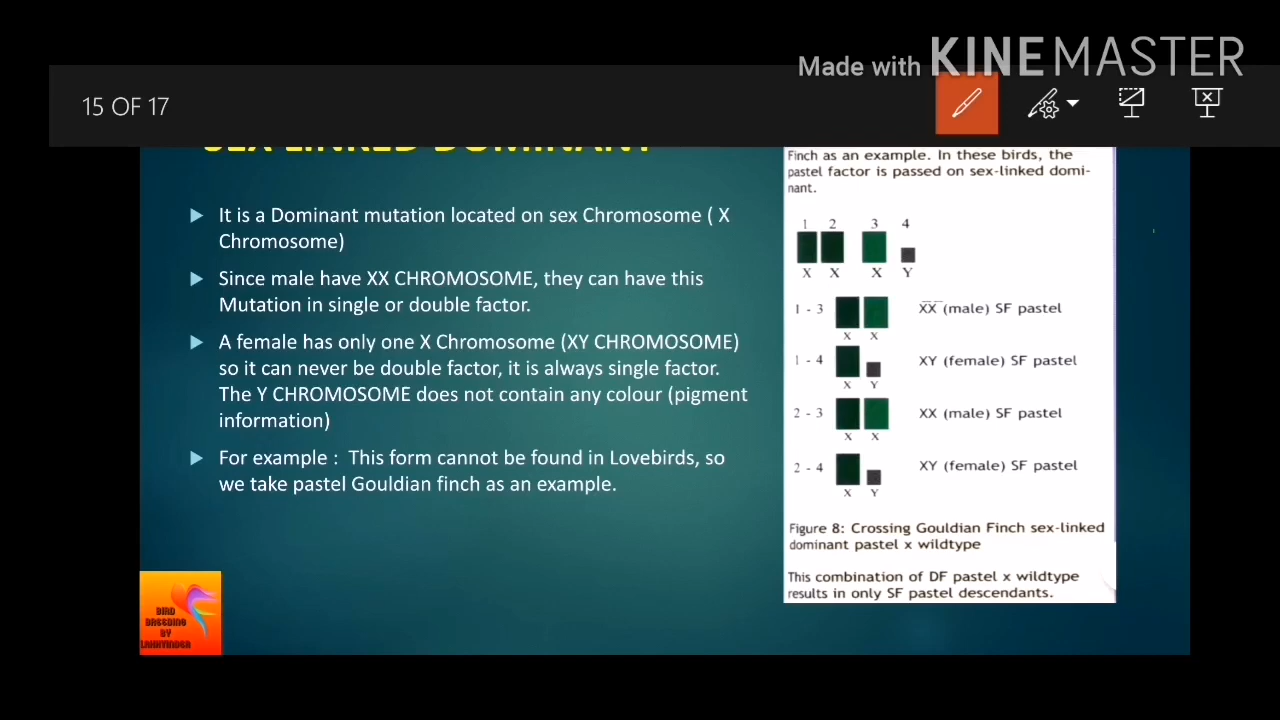 Made with KINEMASTER
15 OF 17
SEX LINKED DOMINANT
It is a Dominant mutation located on sex Chromosome ( X
Chromosome)
Since male have XX CHROMOSOME, they can have this
Mutation in single or double factor.
A female has only one X Chromosome (XY CHROMOSOME)
so it can never be double factor, it is always single factor.
The Y CHROMOSOME does not contain any colour (pigment
information)
For example : This form cannot be found in Lovebirds, so
we take pastel Gouldian finch as an example.
BIRD
BREEDING
BY
LAKHVINDER
Finch as an example. In these birds, the
pastel factor is passed on sex-linked domi-
nant.
1 2 3 4
X X X Y
1 - 3 XX (male) SF pastel
X X
1 - 4 XY (female) SF pastel
X Y
2 - 3 XX (male) SF pastel
X X
2 - 4 XY (female) SF pastel
X Y
Figure 8: Crossing Gouldian Finch sex-linked
dominant pastel x wildtype
This combination of DF pastel x wildtype
results in only SF pastel descendants.